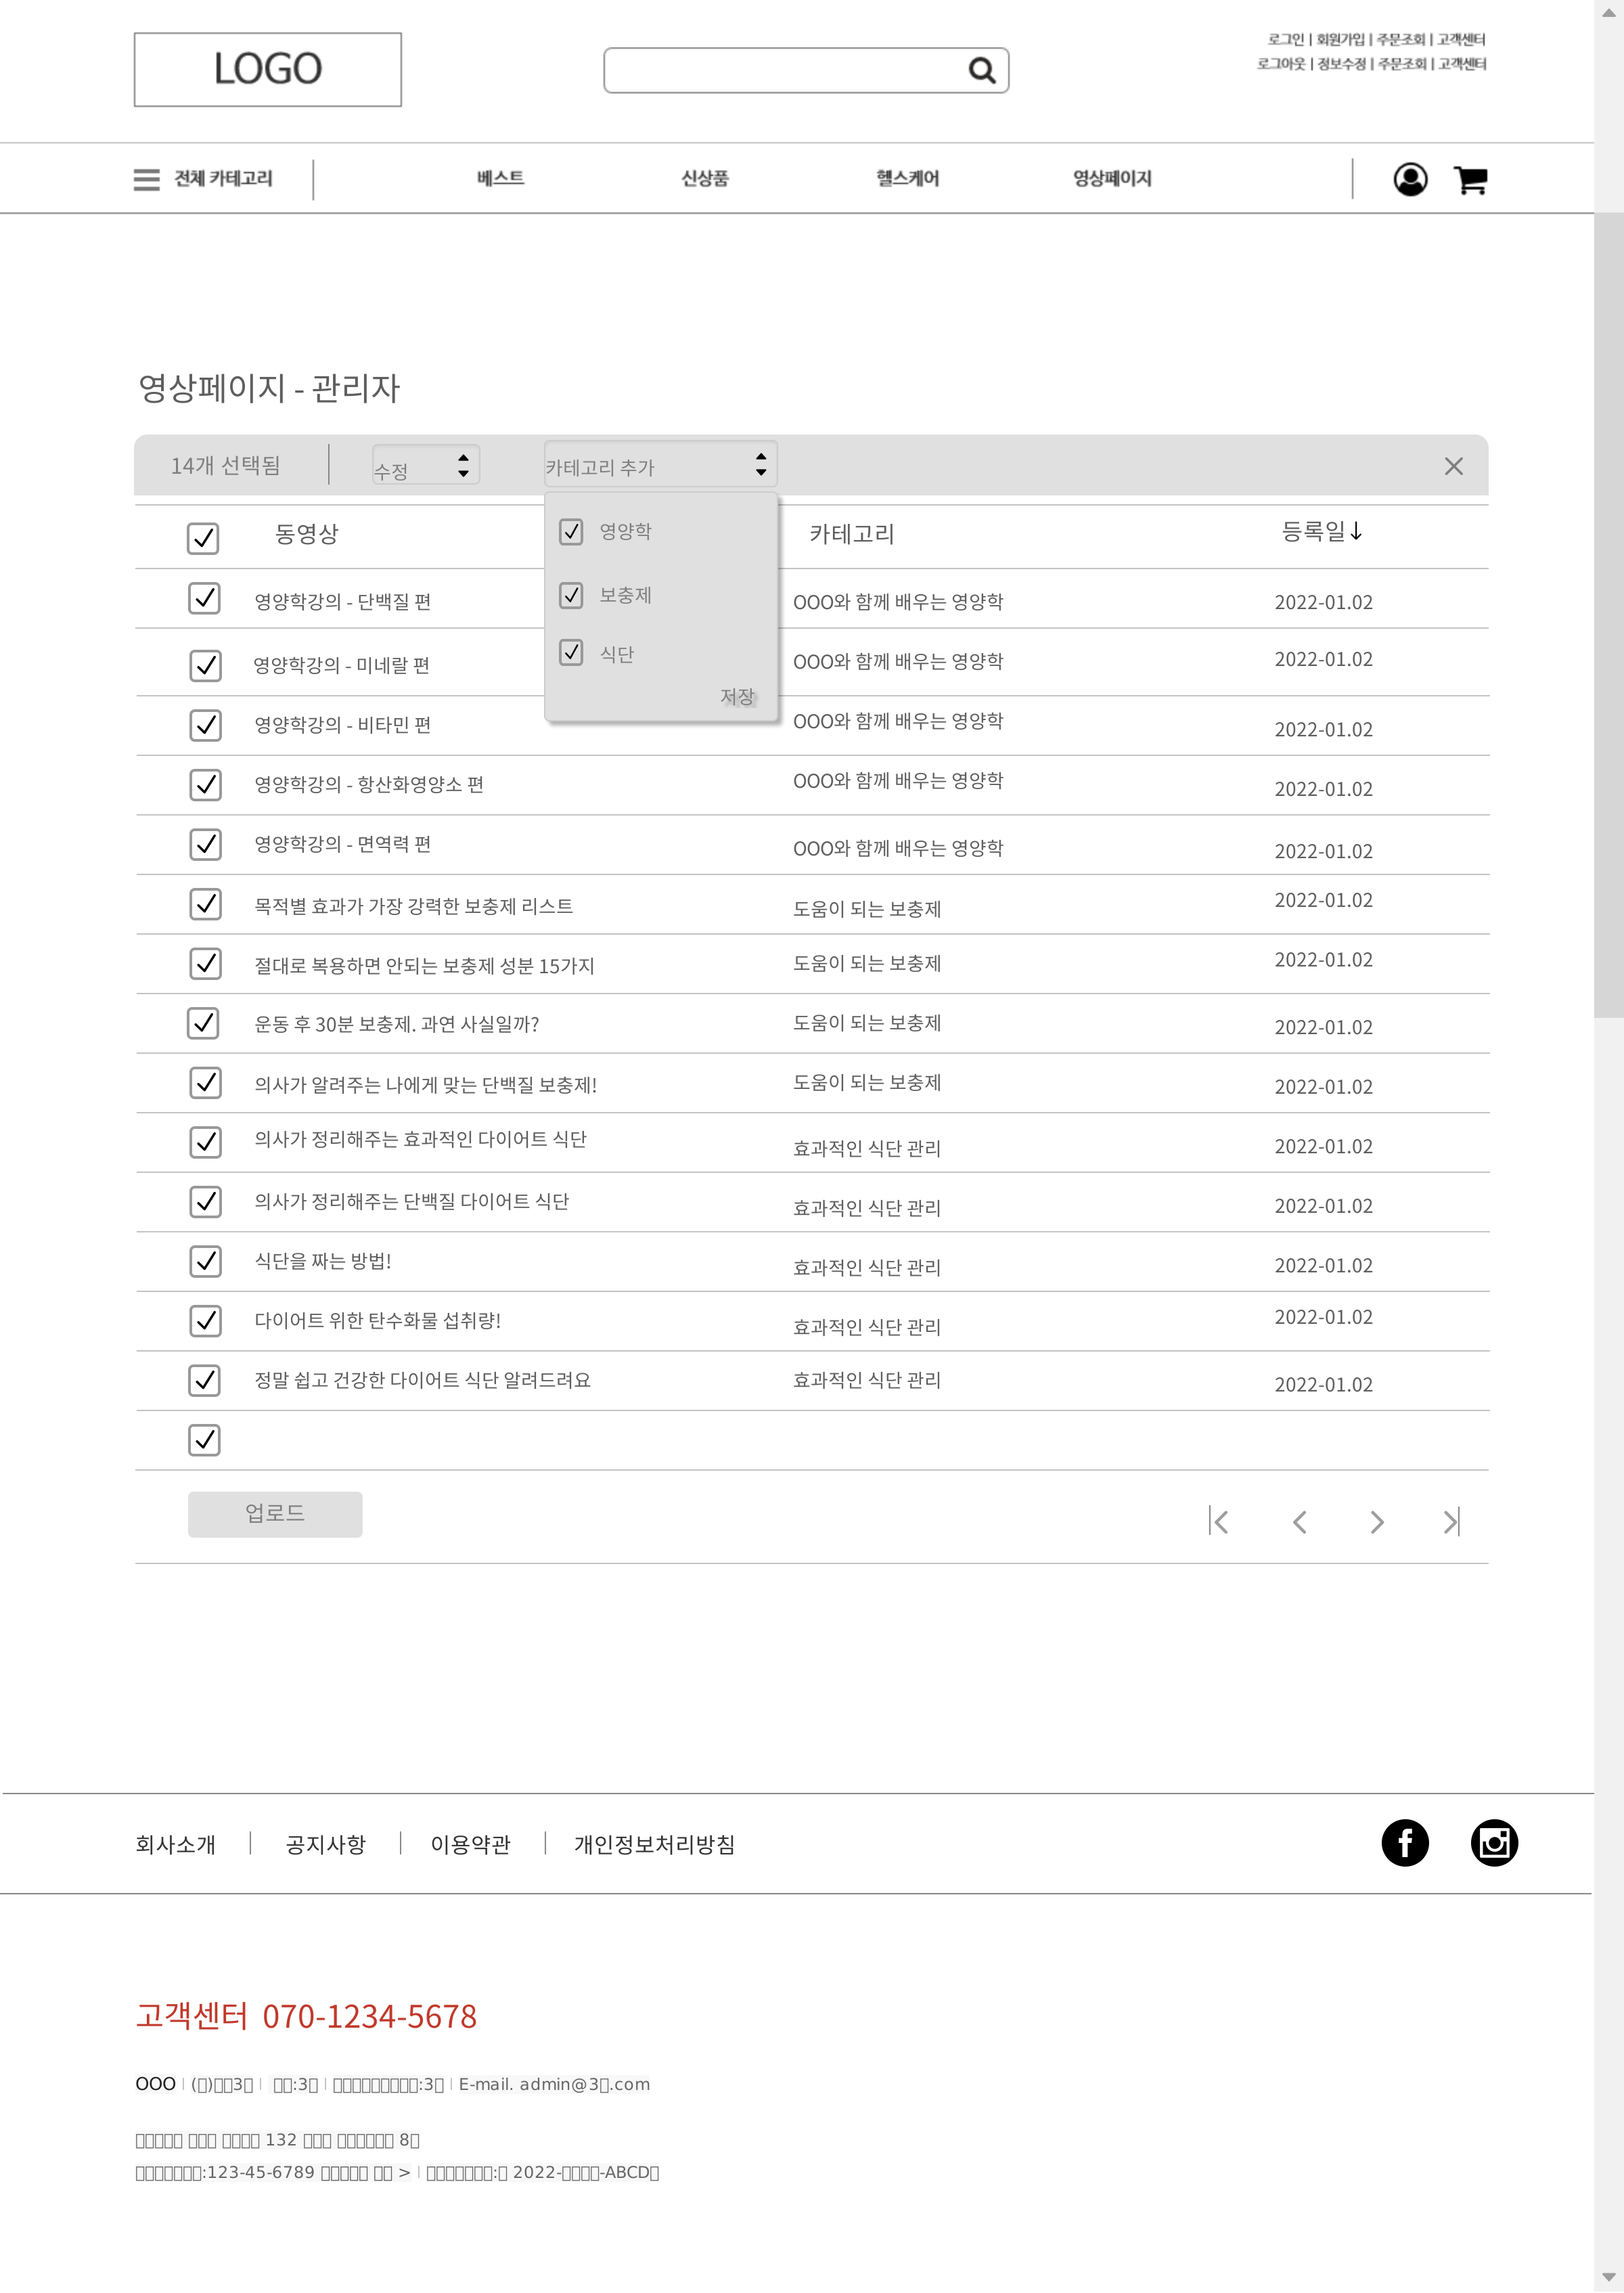 LOGO
로그인 | 회원가입 | 주문조회 | 고객센터
로그아웃 | 정보수정 | 주문조회 | 고객센터
전체 카테고리 베스트 신상품 헬스케어 영상페이지
영상페이지 - 관리자
14개 선택됨 수정 카테고리 추가
동영상 카테고리 등록일↓
영양학
보충제
식단
저장
영양학강의 - 단백질 편 OOO와 함께 배우는 영양학 2022-01.02
영양학강의 - 미네랄 편 OOO와 함께 배우는 영양학 2022-01.02
영양학강의 - 비타민 편 OOO와 함께 배우는 영양학 2022-01.02
영양학강의 - 항산화영양소 편 OOO와 함께 배우는 영양학 2022-01.02
영양학강의 - 면역력 편 OOO와 함께 배우는 영양학 2022-01.02
목적별 효과가 가장 강력한 보충제 리스트 도움이 되는 보충제 2022-01.02
절대로 복용하면 안되는 보충제 성분 15가지 도움이 되는 보충제 2022-01.02
운동 후 30분 보충제. 과연 사실일까? 도움이 되는 보충제 2022-01.02
의사가 알려주는 나에게 맞는 단백질 보충제! 도움이 되는 보충제 2022-01.02
의사가 정리해주는 효과적인 다이어트 식단 효과적인 식단 관리 2022-01.02
의사가 정리해주는 단백질 다이어트 식단 효과적인 식단 관리 2022-01.02
식단을 짜는 방법! 효과적인 식단 관리 2022-01.02
다이어트 위한 탄수화물 섭취량! 효과적인 식단 관리 2022-01.02
정말 쉽고 건강한 다이어트 식단 알려드려요 효과적인 식단 관리 2022-01.02
업로드
회사소개 | 공지사항 | 이용약관 | 개인정보처리방침
고객센터 070-1234-5678
OOO | E-mail.
132
:123-45-6789 > | 2022-